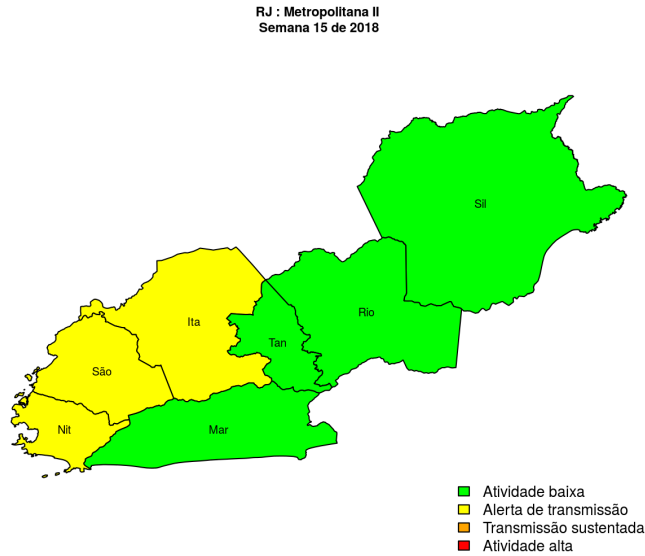 RJ : Metropolitana II
Semana 15 de 2018
Sil
Rio
Ita
Tan
São
Nit
Mar
Atividade baixa
Alerta de transmissão
Transmissão sustentada
Atividade alta